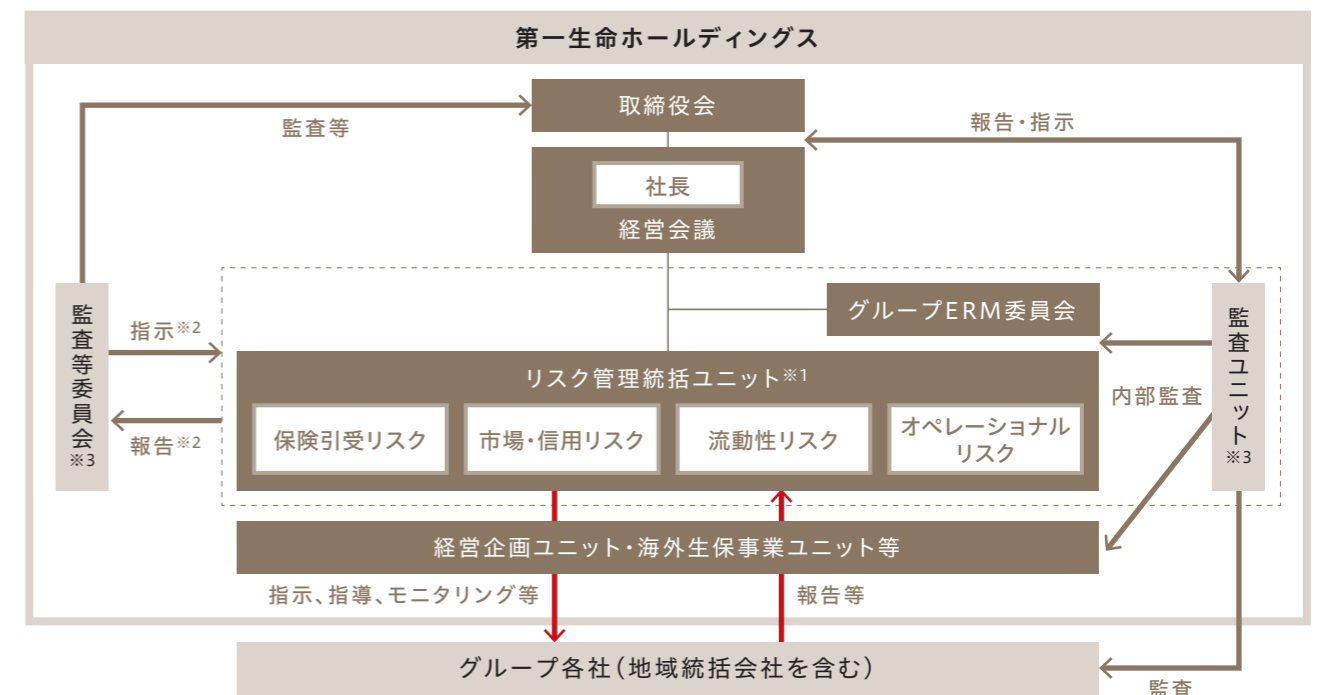 第一生命ホールディングス
取締役会
監査等
報告・指示
社長
経営会議
グループERM委員会
監査等委員会※3
指示※2
報告※2
監査ユニット※3
リスク管理統括ユニット※1
内部監査
保険引受リスク
市場・信用リスク
流動性リスク
オペレーショナル
リスク
経営企画ユニット・海外生保事業ユニット等
指示、指導、モニタリング等
報告等
グループ各社（地域統括会社を含む）
監査